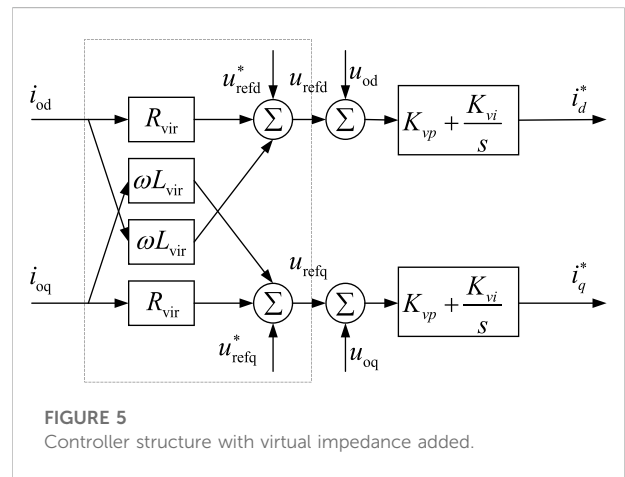 i_od
R_vir
u*_refd
Σ
u_refd
u_od
Σ
K_vp + K_vi/s
i*_d
ωL_vir
ωL_vir
i_oq
R_vir
u*_refq
Σ
u_refq
u_oq
Σ
K_vp + K_vi/s
i*_q
FIGURE 5
Controller structure with virtual impedance added.